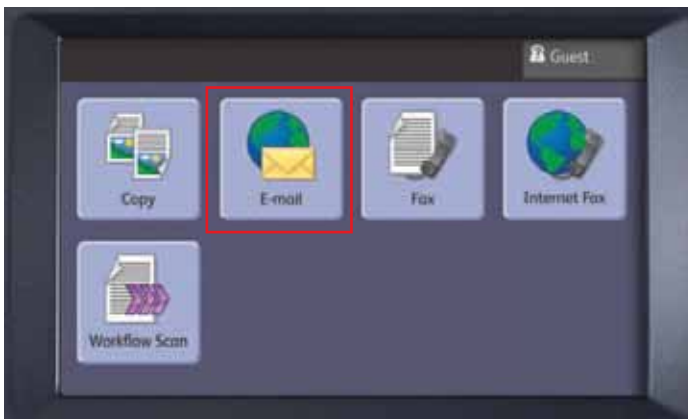 Guest
Copy
E-mail
Fax
Internet Fax
Workflow Scan